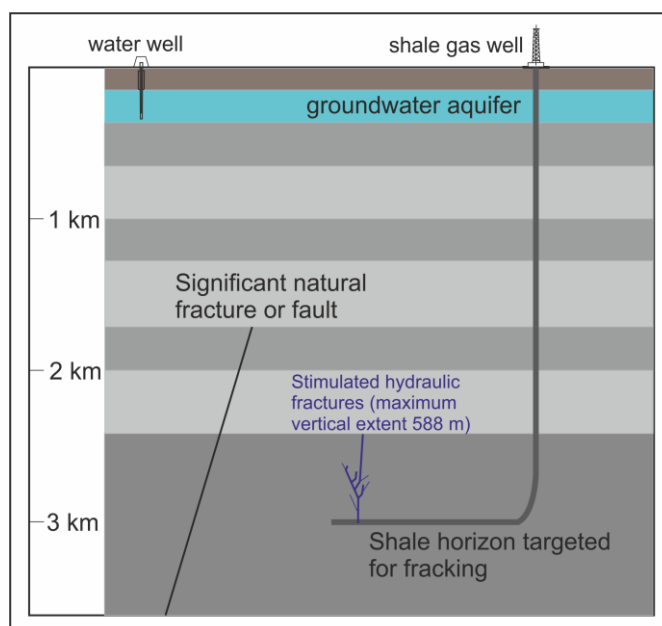 water well
shale gas well
groundwater aquifer
1 km
Significant natural
fracture or fault
2 km
Stimulated hydraulic
fractures (maximum
vertical extent 588 m)
3 km
Shale horizon targeted
for fracking